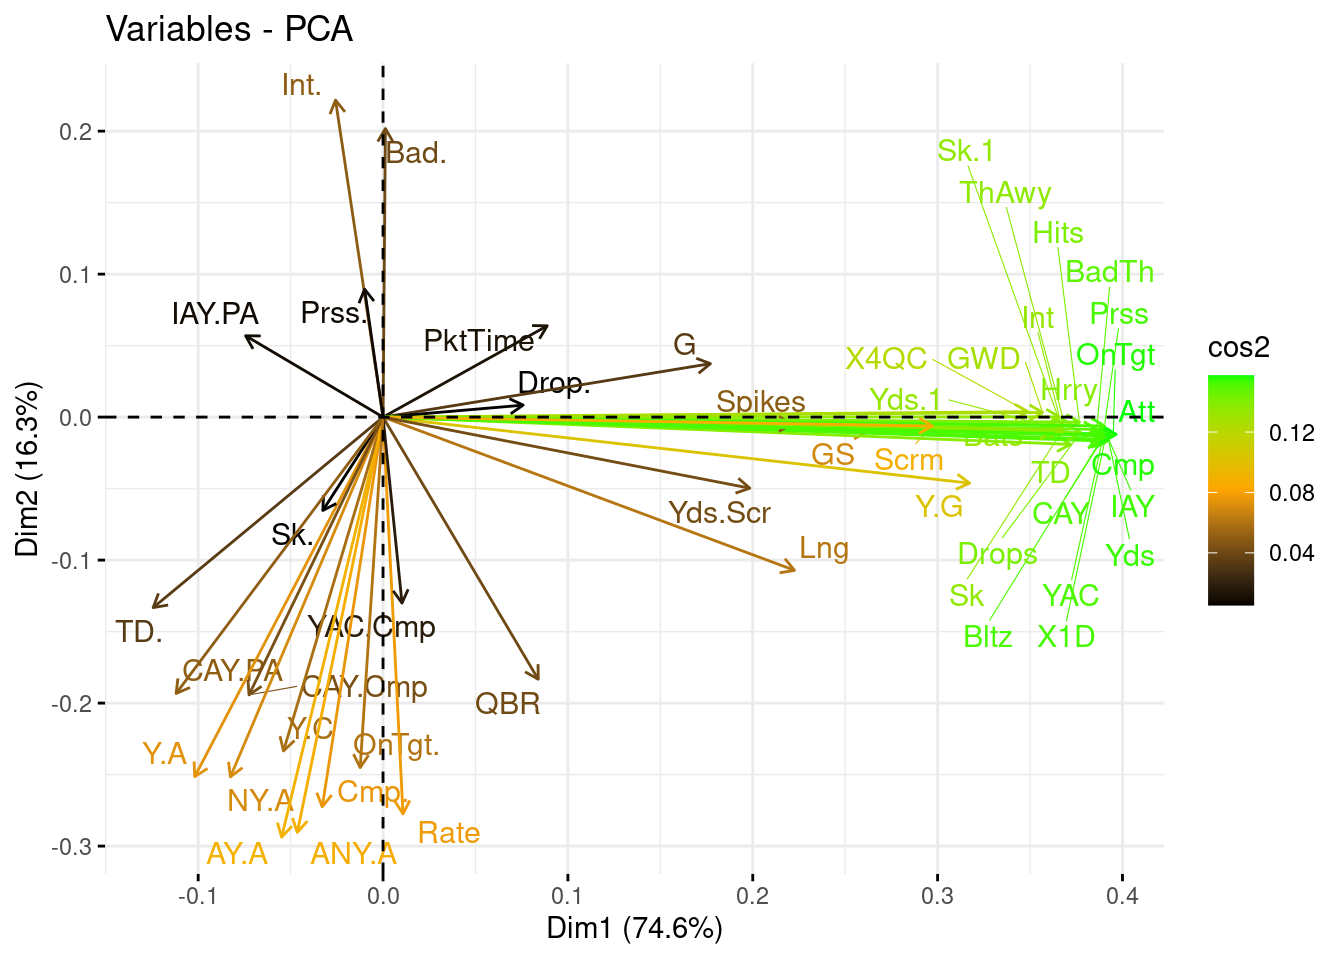 Variables - PCA
Int.
Bad.
Sk.1
ThAwy
Hits
BadTh
IAY.PA
Prss.
PktTime
G
Int
Prss
X4QC
GWD
OnTgt
Drop.
Spikes
Yds.1
Hrry
Att
GS
Scrm
TD
Cmp
Sk.
Yds.Scr
Y.G
CAY
IAY
Lng
Drops
Yds
TD.
YAC.Cmp
Sk
YAC
Bltz
X1D
CAY.PA
CAY.Cmp
QBR
Y.C
OnTgt.
Y.A
NY.A
Cmp.
Rate
AY.A
ANY.A
0.2
0.1
0.0
-0.1
-0.2
-0.3
Dim2 (16.3%)
-0.1
0.0
0.1
0.2
0.3
0.4
Dim1 (74.6%)
cos2
0.12
0.08
0.04